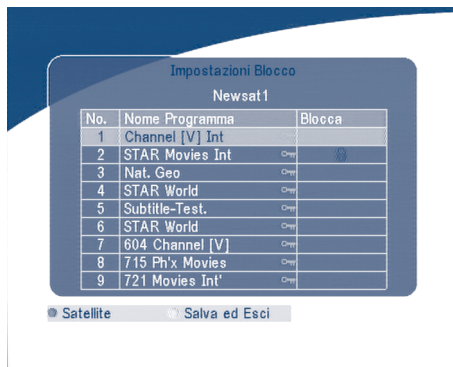 Impostazioni Blocco
Newsat1
No. Nome Programma Blocca
1 Channel [V] Int
2 STAR Movies Int
3 Nat. Geo
4 STAR World
5 Subtitle-Test.
6 STAR World
7 604 Channel [V]
8 715 Ph'x Movies
9 721 Movies Int'
Satellite Salva ed Esci